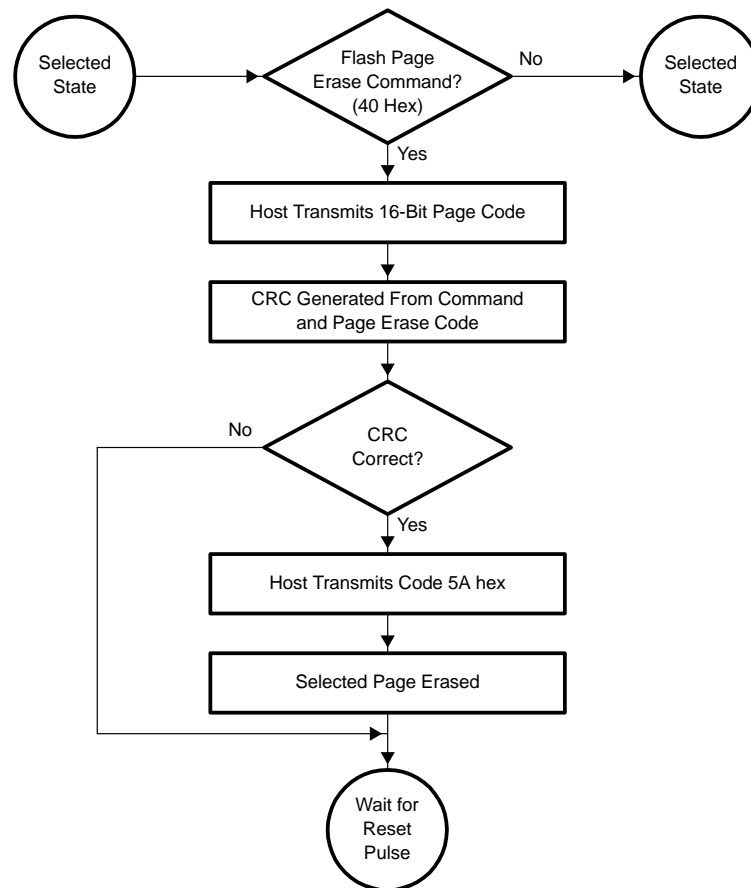 Selected
State
Flash Page
Erase Command?
(40 Hex)
No
Selected
State
Yes
Host Transmits 16-Bit Page Code
CRC Generated From Command
and Page Erase Code
No
CRC
Correct?
Yes
Host Transmits Code 5A hex
Selected Page Erased
Wait for
Reset
Pulse